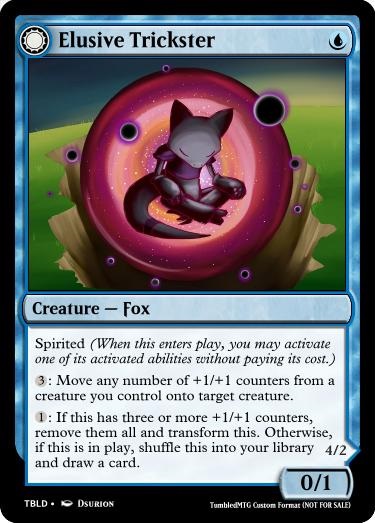 Elusive Trickster
Creature — Fox
Spirited (When this enters play, you may activate
one of its activated abilities without paying its cost.)
3: Move any number of +1/+1 counters from a
creature you control onto target creature.
1: If this has three or more +1/+1 counters,
remove them all and transform this. Otherwise,
if this is in play, shuffle this into your library
and draw a card.
4/2
0/1
TBLD • Dsurion
TumbledMTG Custom Format (NOT FOR SALE)